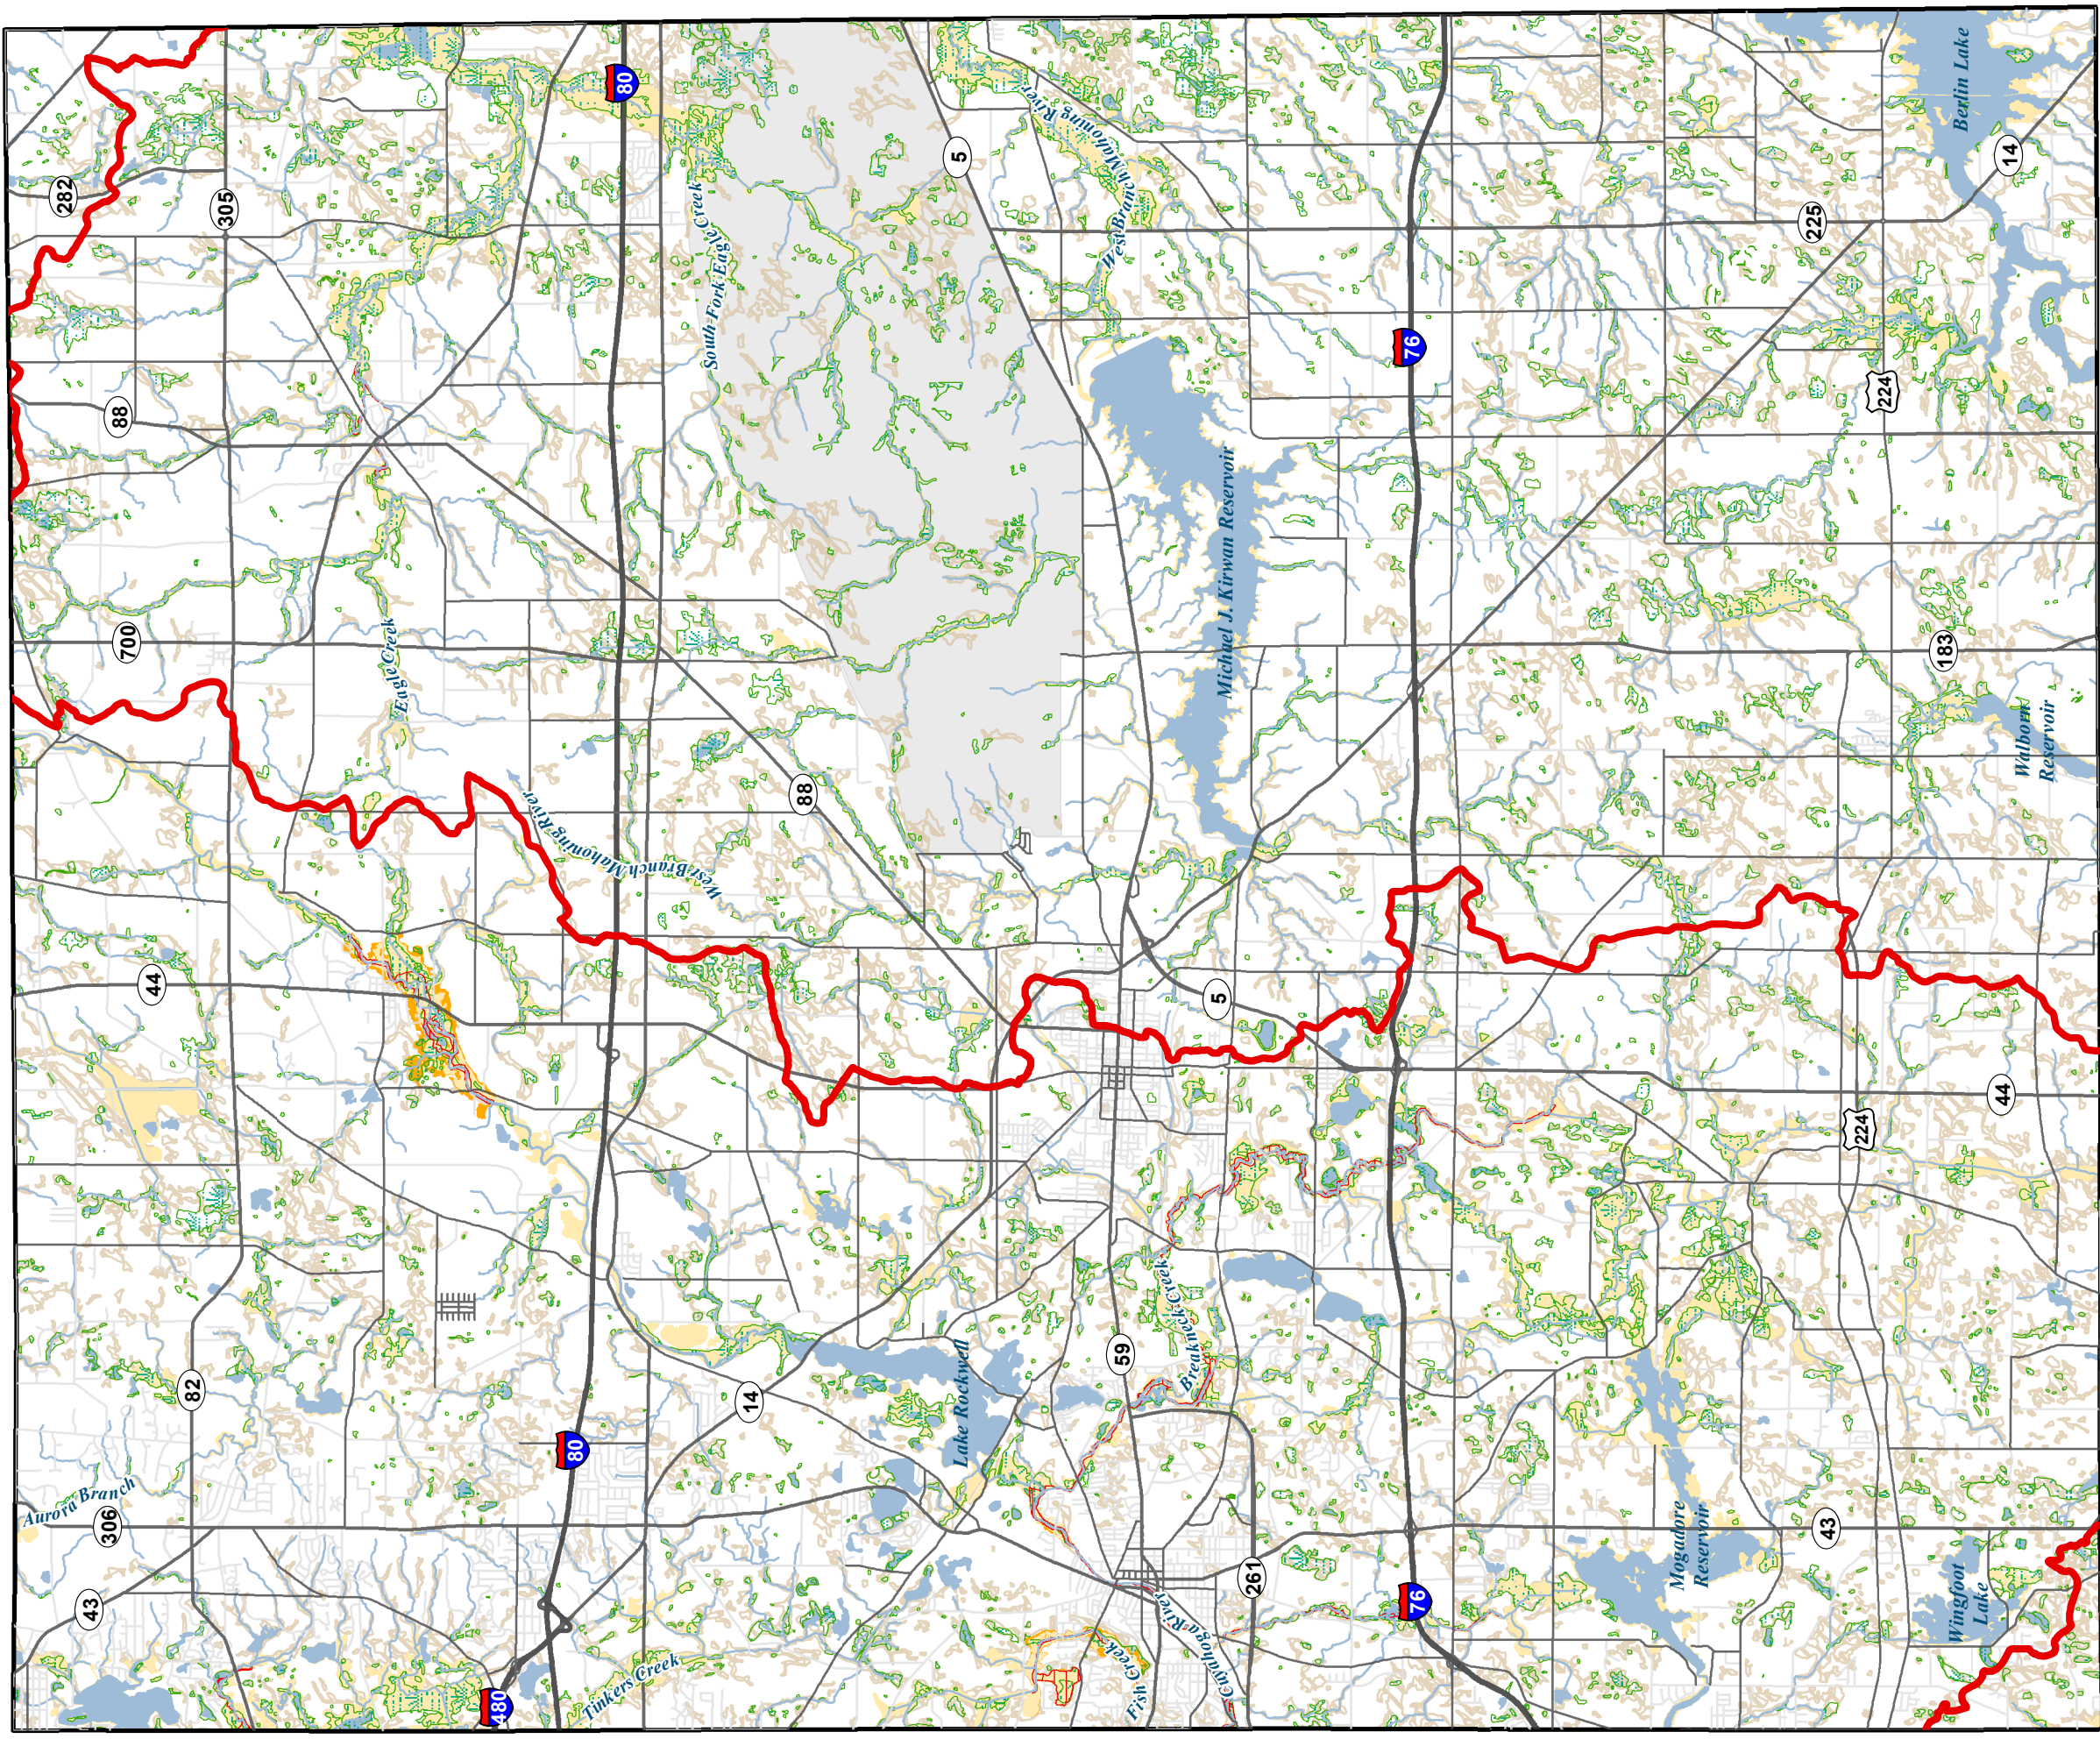 Aurora Branch
306
43
82
480
Tinkers Creek
80
14
44
700
Eagle Creek
88
305
282
80
South Fork Eagle Creek
West Branch Mahoning River
88
5
West Branch Mahoning River
Michael J. Kirwan Reservoir
Lake Rockwell
59
Breakneck Creek
5
Fish Creek
Cuyahoga River
261
76
76
225
14
Berlin Lake
224
183
Walborn
Reservoir
44
224
Mogadore
Reservoir
43
Wingfoot
Lake